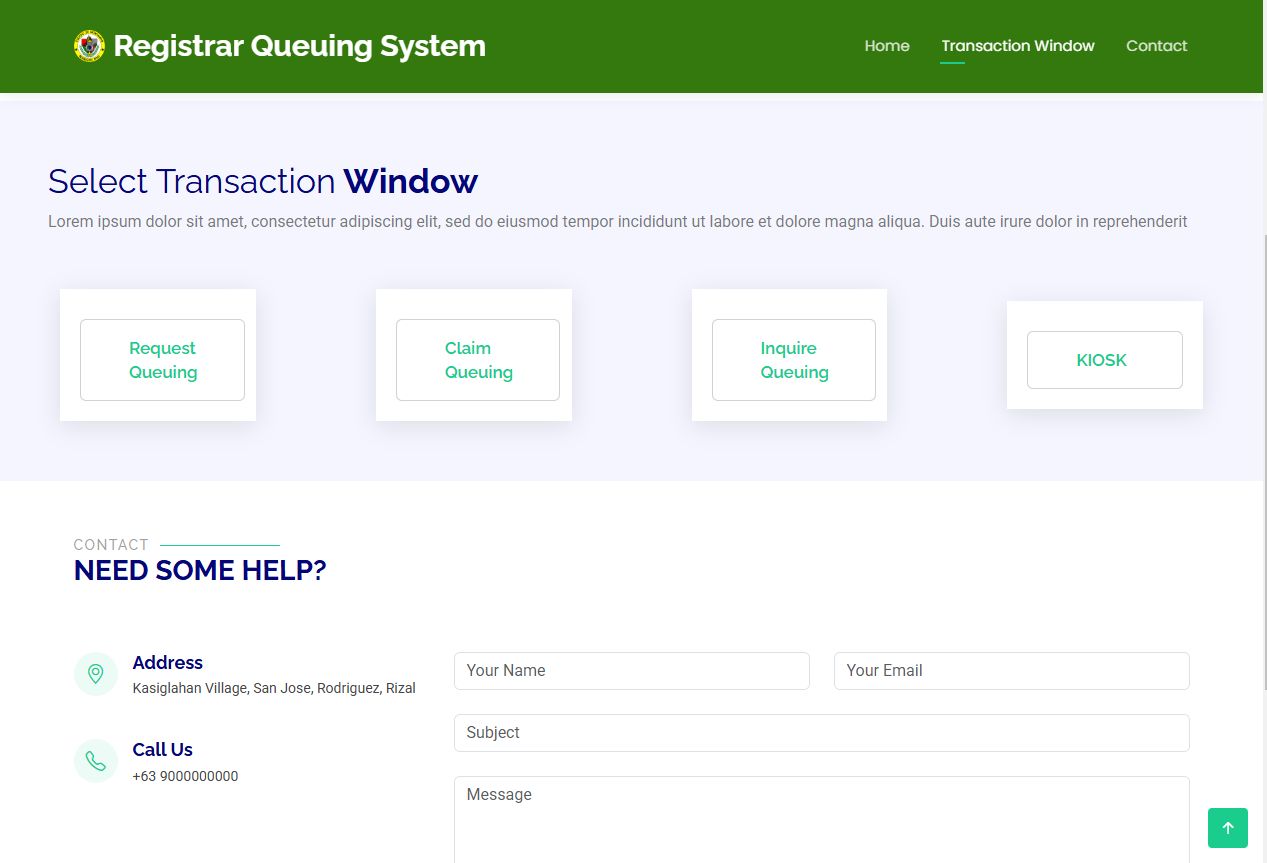 Registrar Queuing System
Home Transaction Window Contact
Select Transaction Window
Lorem ipsum dolor sit amet, consectetur adipiscing elit, sed do eiusmod tempor incididunt ut labore et dolore magna aliqua. Duis aute irure dolor in reprehenderit
Request
Queuing
Claim
Queuing
Inquire
Queuing
KIOSK
CONTACT
NEED SOME HELP?
Address
Kasiglahan Village, San Jose, Rodriguez, Rizal
Call Us
+63 9000000000
Your Name
Your Email
Subject
Message